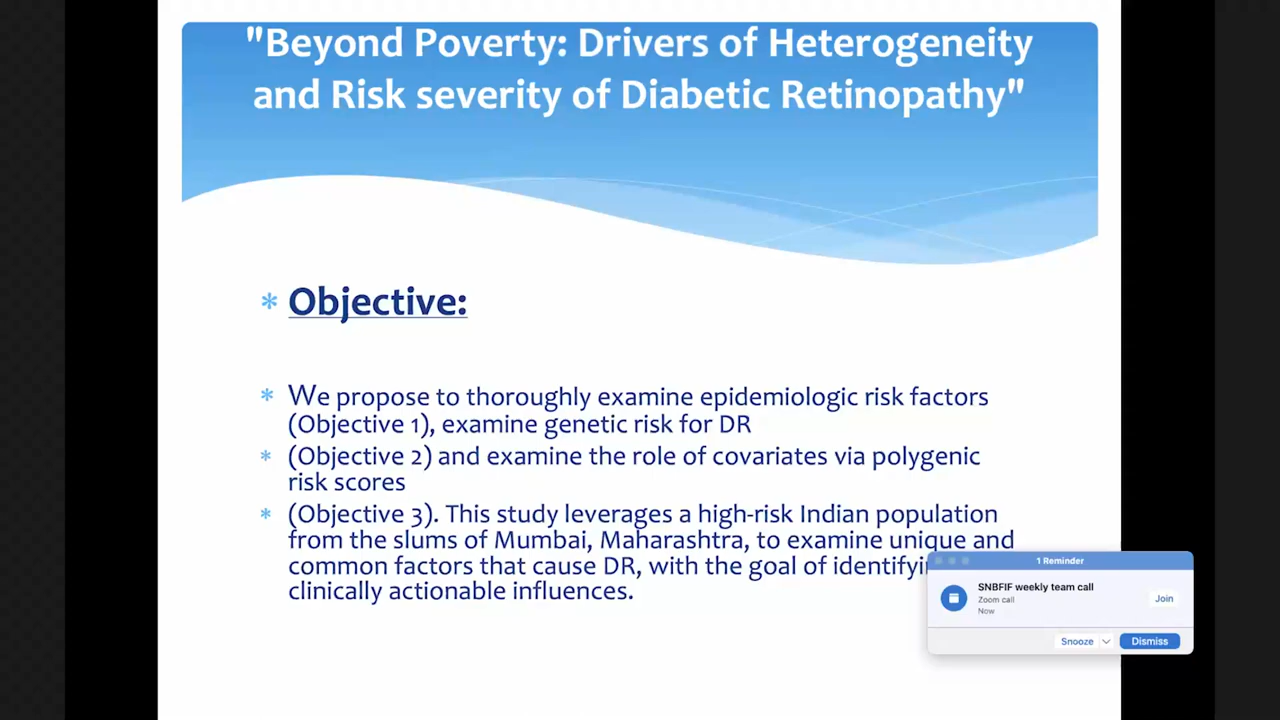 "Beyond Poverty: Drivers of Heterogeneity
and Risk severity of Diabetic Retinopathy"
* Objective:
* We propose to thoroughly examine epidemiologic risk factors
(Objective 1), examine genetic risk for DR
* (Objective 2) and examine the role of covariates via polygenic
risk scores
* (Objective 3). This study leverages a high-risk Indian population
from the slums of Mumbai, Maharashtra, to examine unique and
common factors that cause DR, with the goal of
clinically actionable influences.
1 Reminder
SNBFIF weekly team call
Zoom call
Now
Join
Snooze
Dismiss